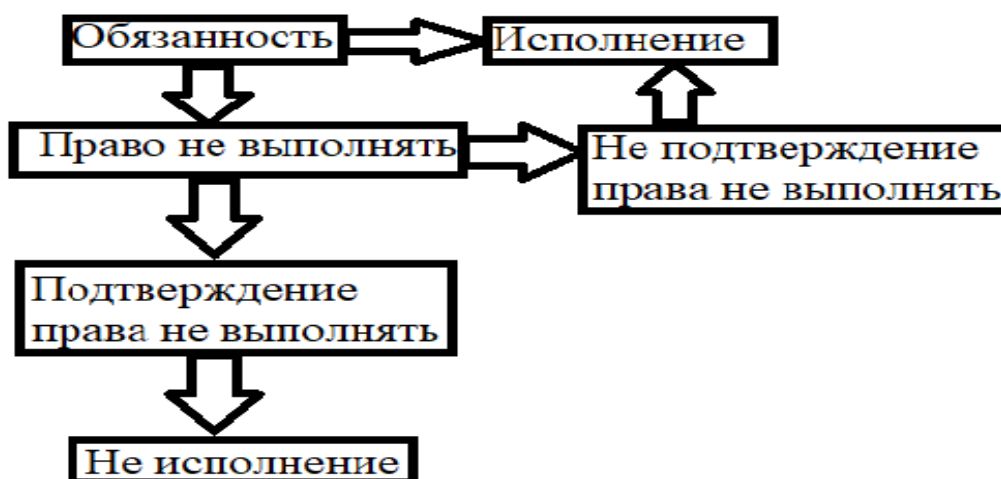 Обязанность
Исполнение
Право не выполнять
Не подтверждение
права не выполнять
Подтверждение
права не выполнять
Не исполнение